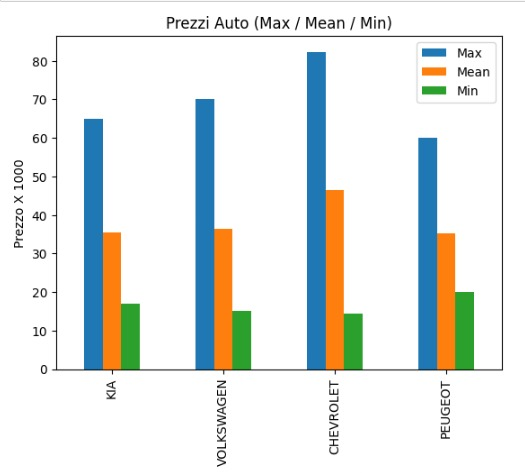 Prezzi Auto (Max / Mean / Min)
Max
Mean
Min
Prezzo X 1000
80
70
60
50
40
30
20
10
0
KIA
VOLKSWAGEN
CHEVROLET
PEUGEOT